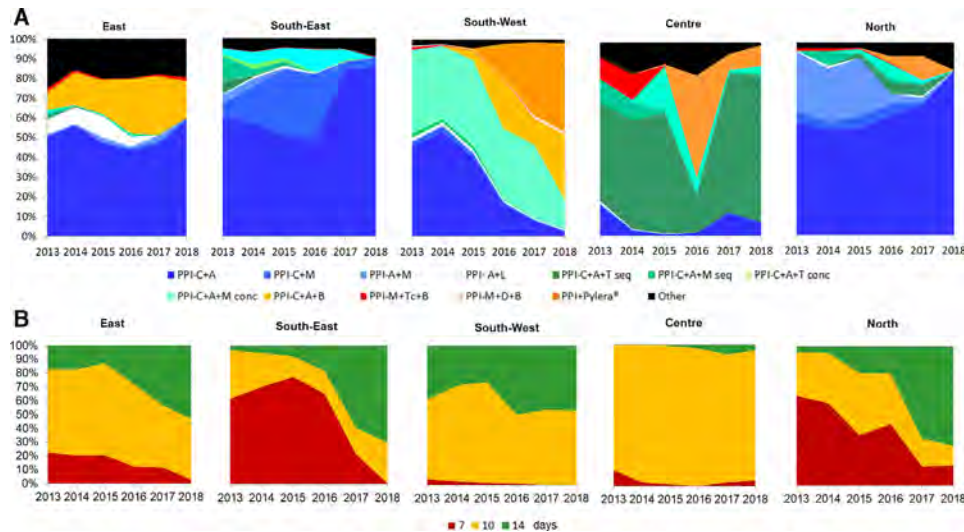 A
East South-East South-West Centre North
100%
90%
80%
70%
60%
50%
40%
30%
20%
10%
0%
2013 2014 2015 2016 2017 2018 2013 2014 2015 2016 2017 2018 2013 2014 2015 2016 2017 2018 2013 2014 2015 2016 2017 2018 2013 2014 2015 2016 2017 2018
PPI-C+A PPI-C+M PPI-A+M PPI- A+L PPI-C+A+T seq PPI-C+A+M seq PPI-C+A+T conc
PPI-C+A+M conc PPI-C+A+B PPI-M+Tc+B PPI-M+D+B PPI+Pylera® Other
B
East South-East South-West Centre North
100%
90%
80%
70%
60%
50%
40%
30%
20%
10%
0%
2013 2014 2015 2016 2017 2018 2013 2014 2015 2016 2017 2018 2013 2014 2015 2016 2017 2018 2013 2014 2015 2016 2017 2018 2013 2014 2015 2016 2017 2018
7 10 14 days